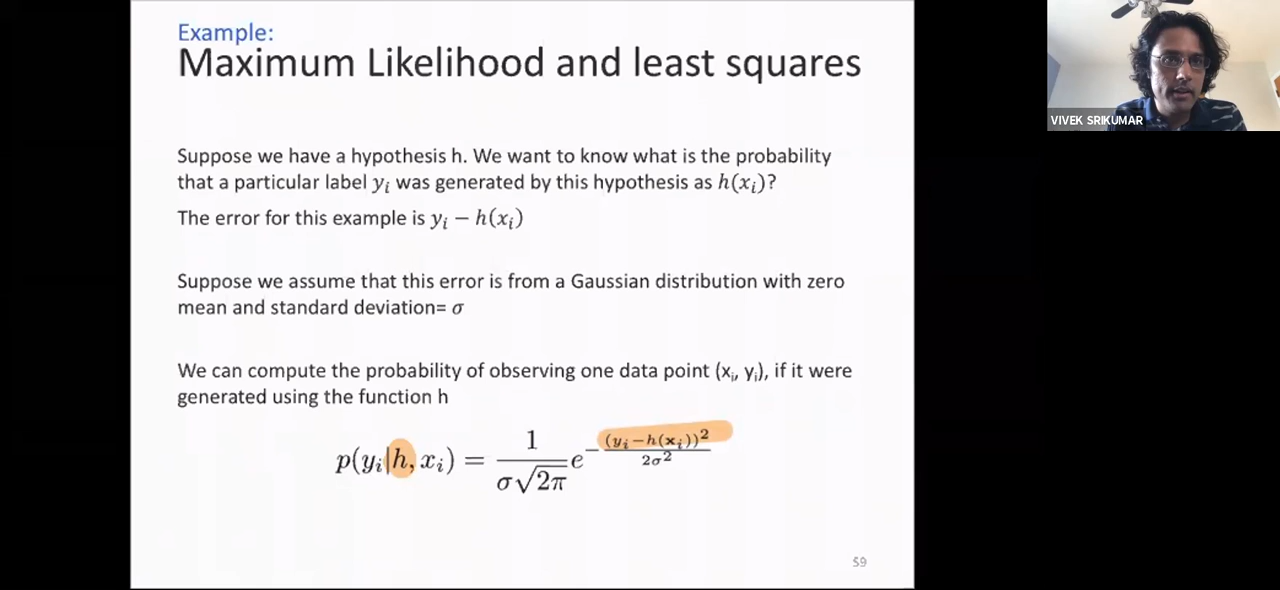 Example:
Maximum Likelihood and least squares
VIVEK SRIKUMAR
Suppose we have a hypothesis h. We want to know what is the probability
that a particular label yᵢ was generated by this hypothesis as h(xᵢ)?
The error for this example is yᵢ − h(xᵢ)
Suppose we assume that this error is from a Gaussian distribution with zero
mean and standard deviation= σ
We can compute the probability of observing one data point (xᵢ, yᵢ), if it were
generated using the function h
p(yᵢ|h, xᵢ) = 1/(σ√2π) e^(−(yᵢ−h(xᵢ))²/(2σ²))
59